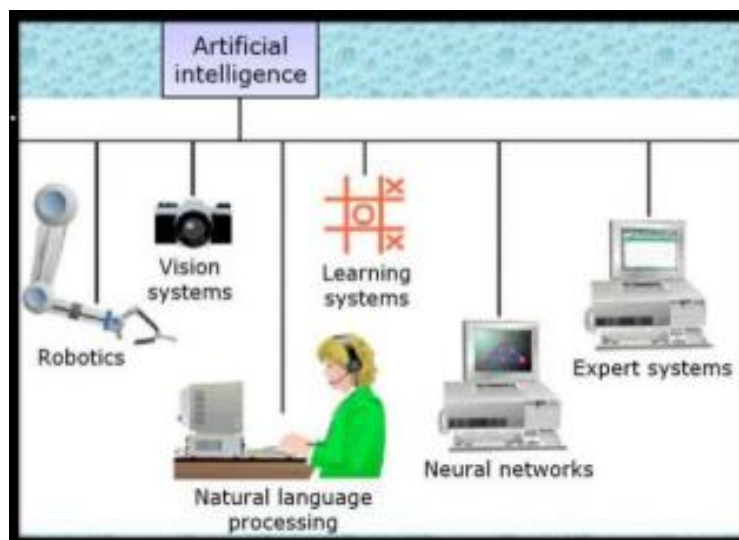 Artificial
intelligence
Vision
systems
Learning
systems
Robotics
Expert systems
Natural language
processing
Neural networks